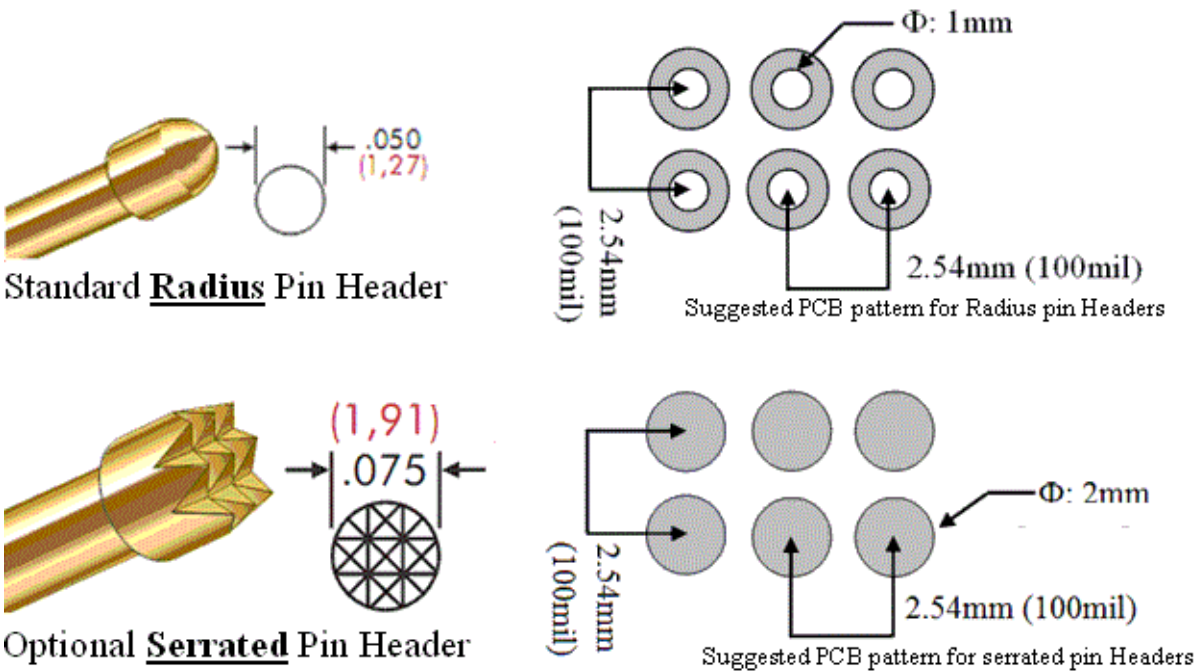 Φ: 1mm
.050
(1,27)
2.54mm
(100mil)
2.54mm (100mil)
Standard Radius Pin Header
Suggested PCB pattern for Radius pin Headers
(1,91)
.075
Φ: 2mm
2.54mm
(100mil)
2.54mm (100mil)
Optional Serrated Pin Header
Suggested PCB pattern for serrated pin Headers